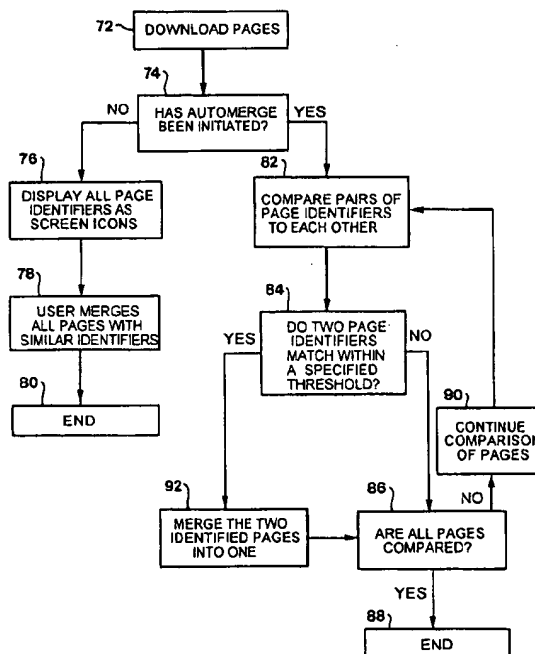 72
DOWNLOAD PAGES
74
HAS AUTOMERGE
BEEN INITIATED?
NO
YES
76
DISPLAY ALL PAGE
IDENTIFIERS AS
SCREEN ICONS
78
USER MERGES
ALL PAGES WITH
SIMILAR IDENTIFIERS
80
END
82
COMPARE PAIRS OF
PAGE IDENTIFIERS
TO EACH OTHER
84
DO TWO PAGE
IDENTIFIERS
MATCH WITHIN
A SPECIFIED
THRESHOLD?
YES
NO
90
CONTINUE
COMPARISON
OF PAGES
92
MERGE THE TWO
IDENTIFIED PAGES
INTO ONE
86
ARE ALL PAGES
COMPARED?
NO
YES
88
END